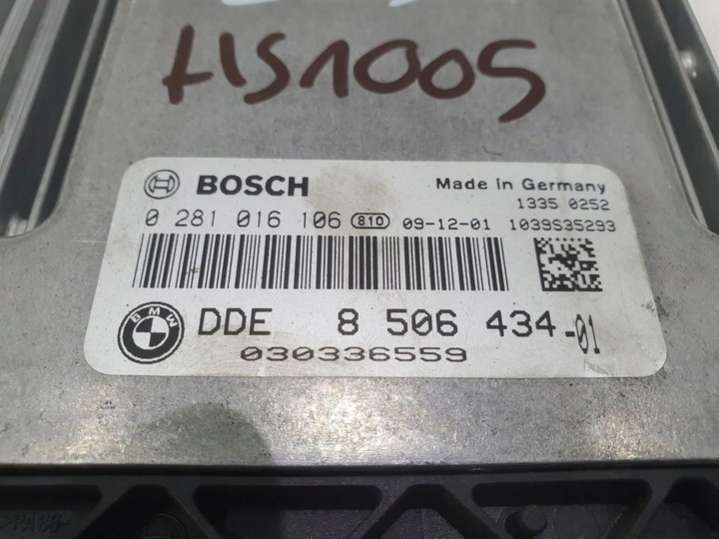 HS1005
BOSCH
Made in Germany
1335 0252
0 281 016 106 810 09-12-01 1039S35293
BMW
DDE 8 506 434-01
030336559